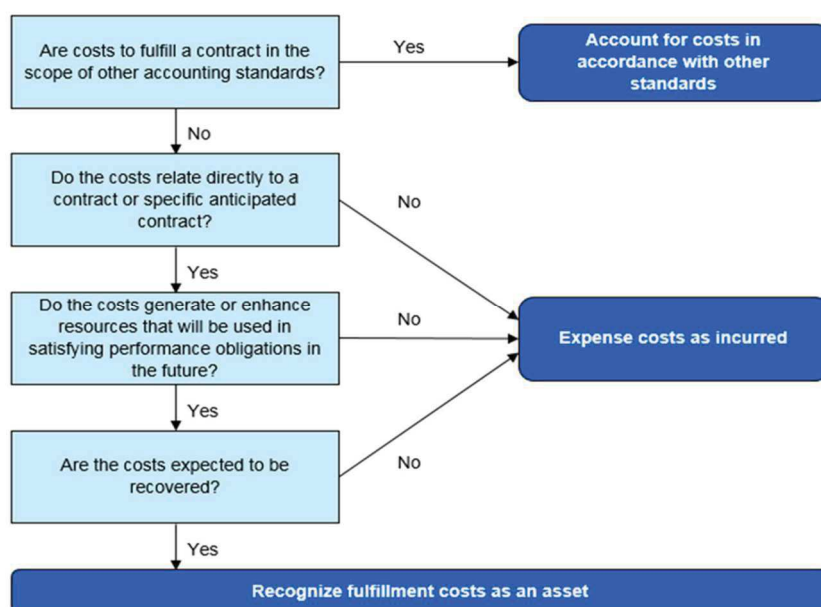 Are costs to fulfill a contract in the
scope of other accounting standards?
Yes
Account for costs in
accordance with other
standards
No
Do the costs relate directly to a
contract or specific anticipated
contract?
No
Yes
Do the costs generate or enhance
resources that will be used in
satisfying performance obligations in
the future?
No
Expense costs as incurred
Yes
Are the costs expected to be
recovered?
No
Yes
Recognize fulfillment costs as an asset